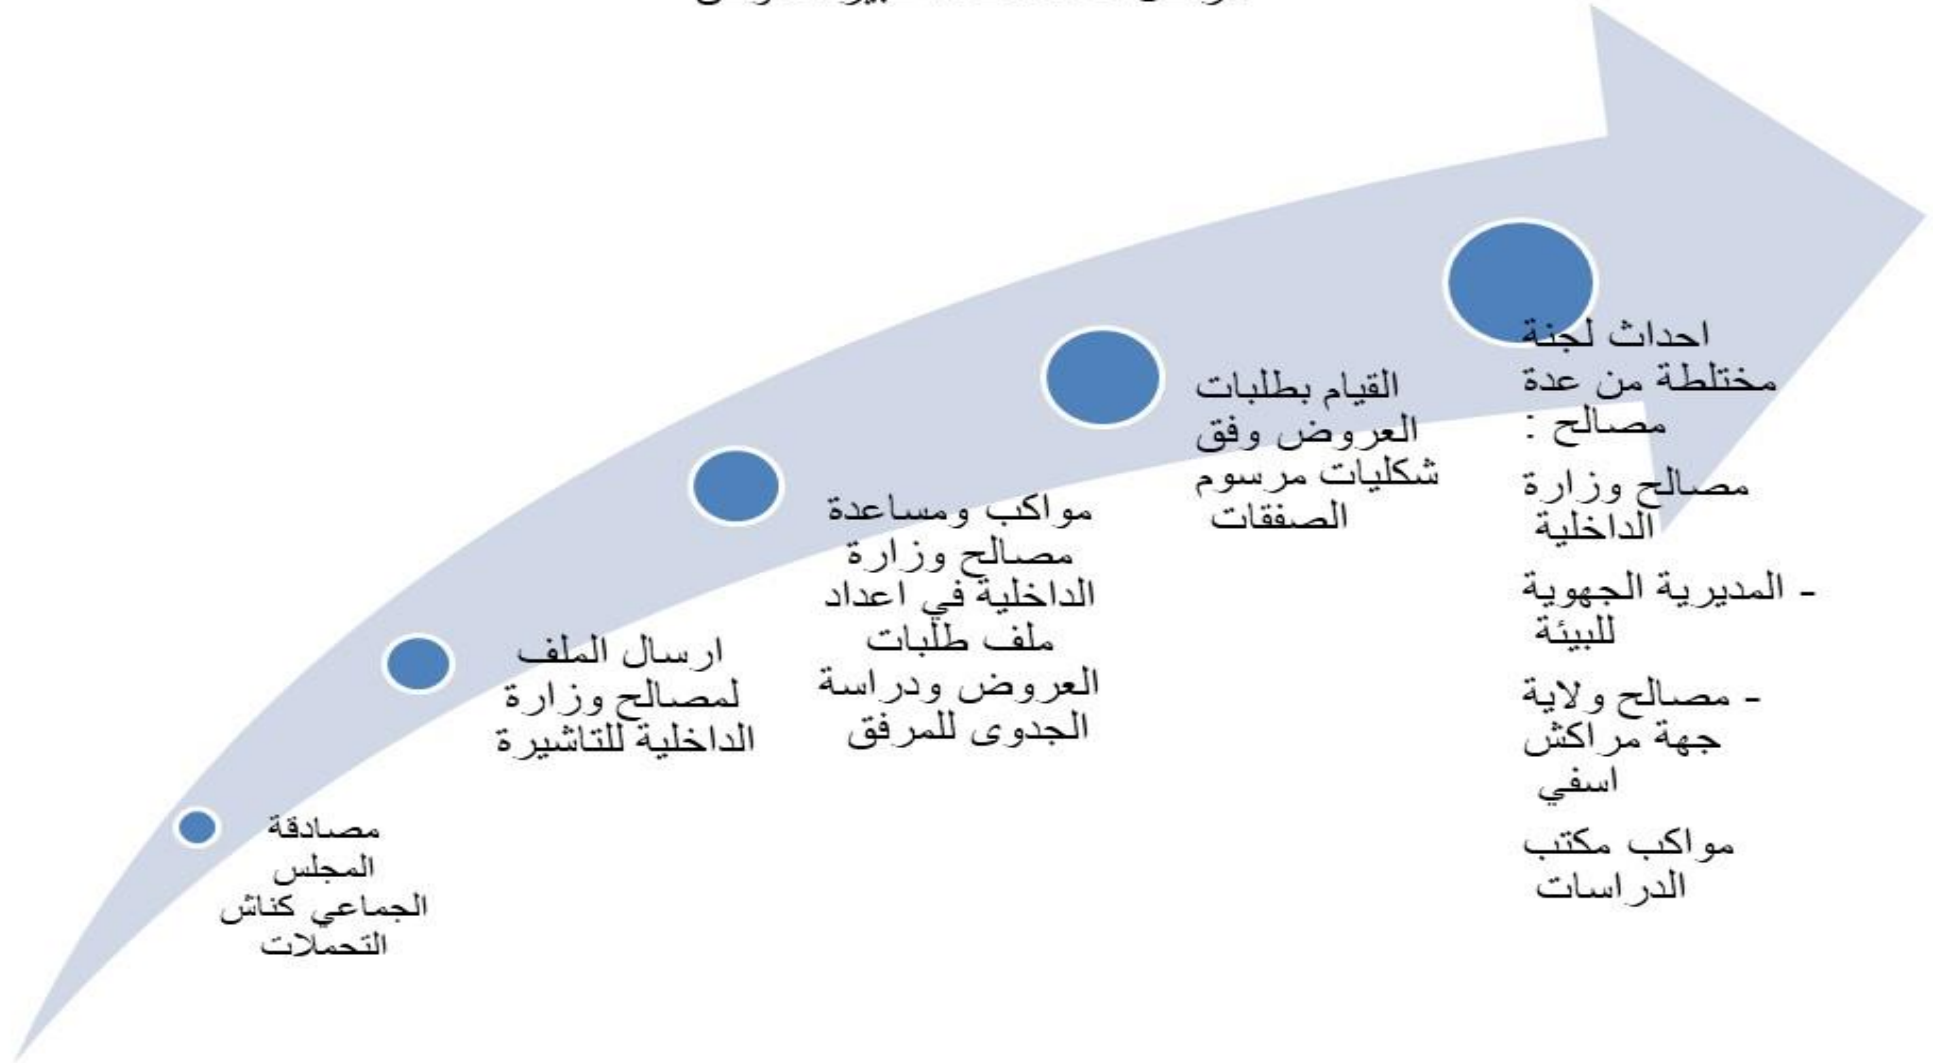 مصادقة
المجلس
الجماعي كناش
التحملات
ارسال الملف
لمصالح وزارة
الداخلية للتاشيرة
مواكب ومساعدة
مصالح وزارة
الداخلية في اعداد
ملف طلبات
العروض ودراسة
الجدوى للمرفق
القيام بطلبات
العروض وفق
شكليات مرسوم
الصفقات
احداث لجنة
مختلطة من عدة
مصالح :
مصالح وزارة
الداخلية
- المديرية الجهوية
للبيئة
- مصالح ولاية
جهة مراكش
اسفي
مواكب مكتب
الدراسات